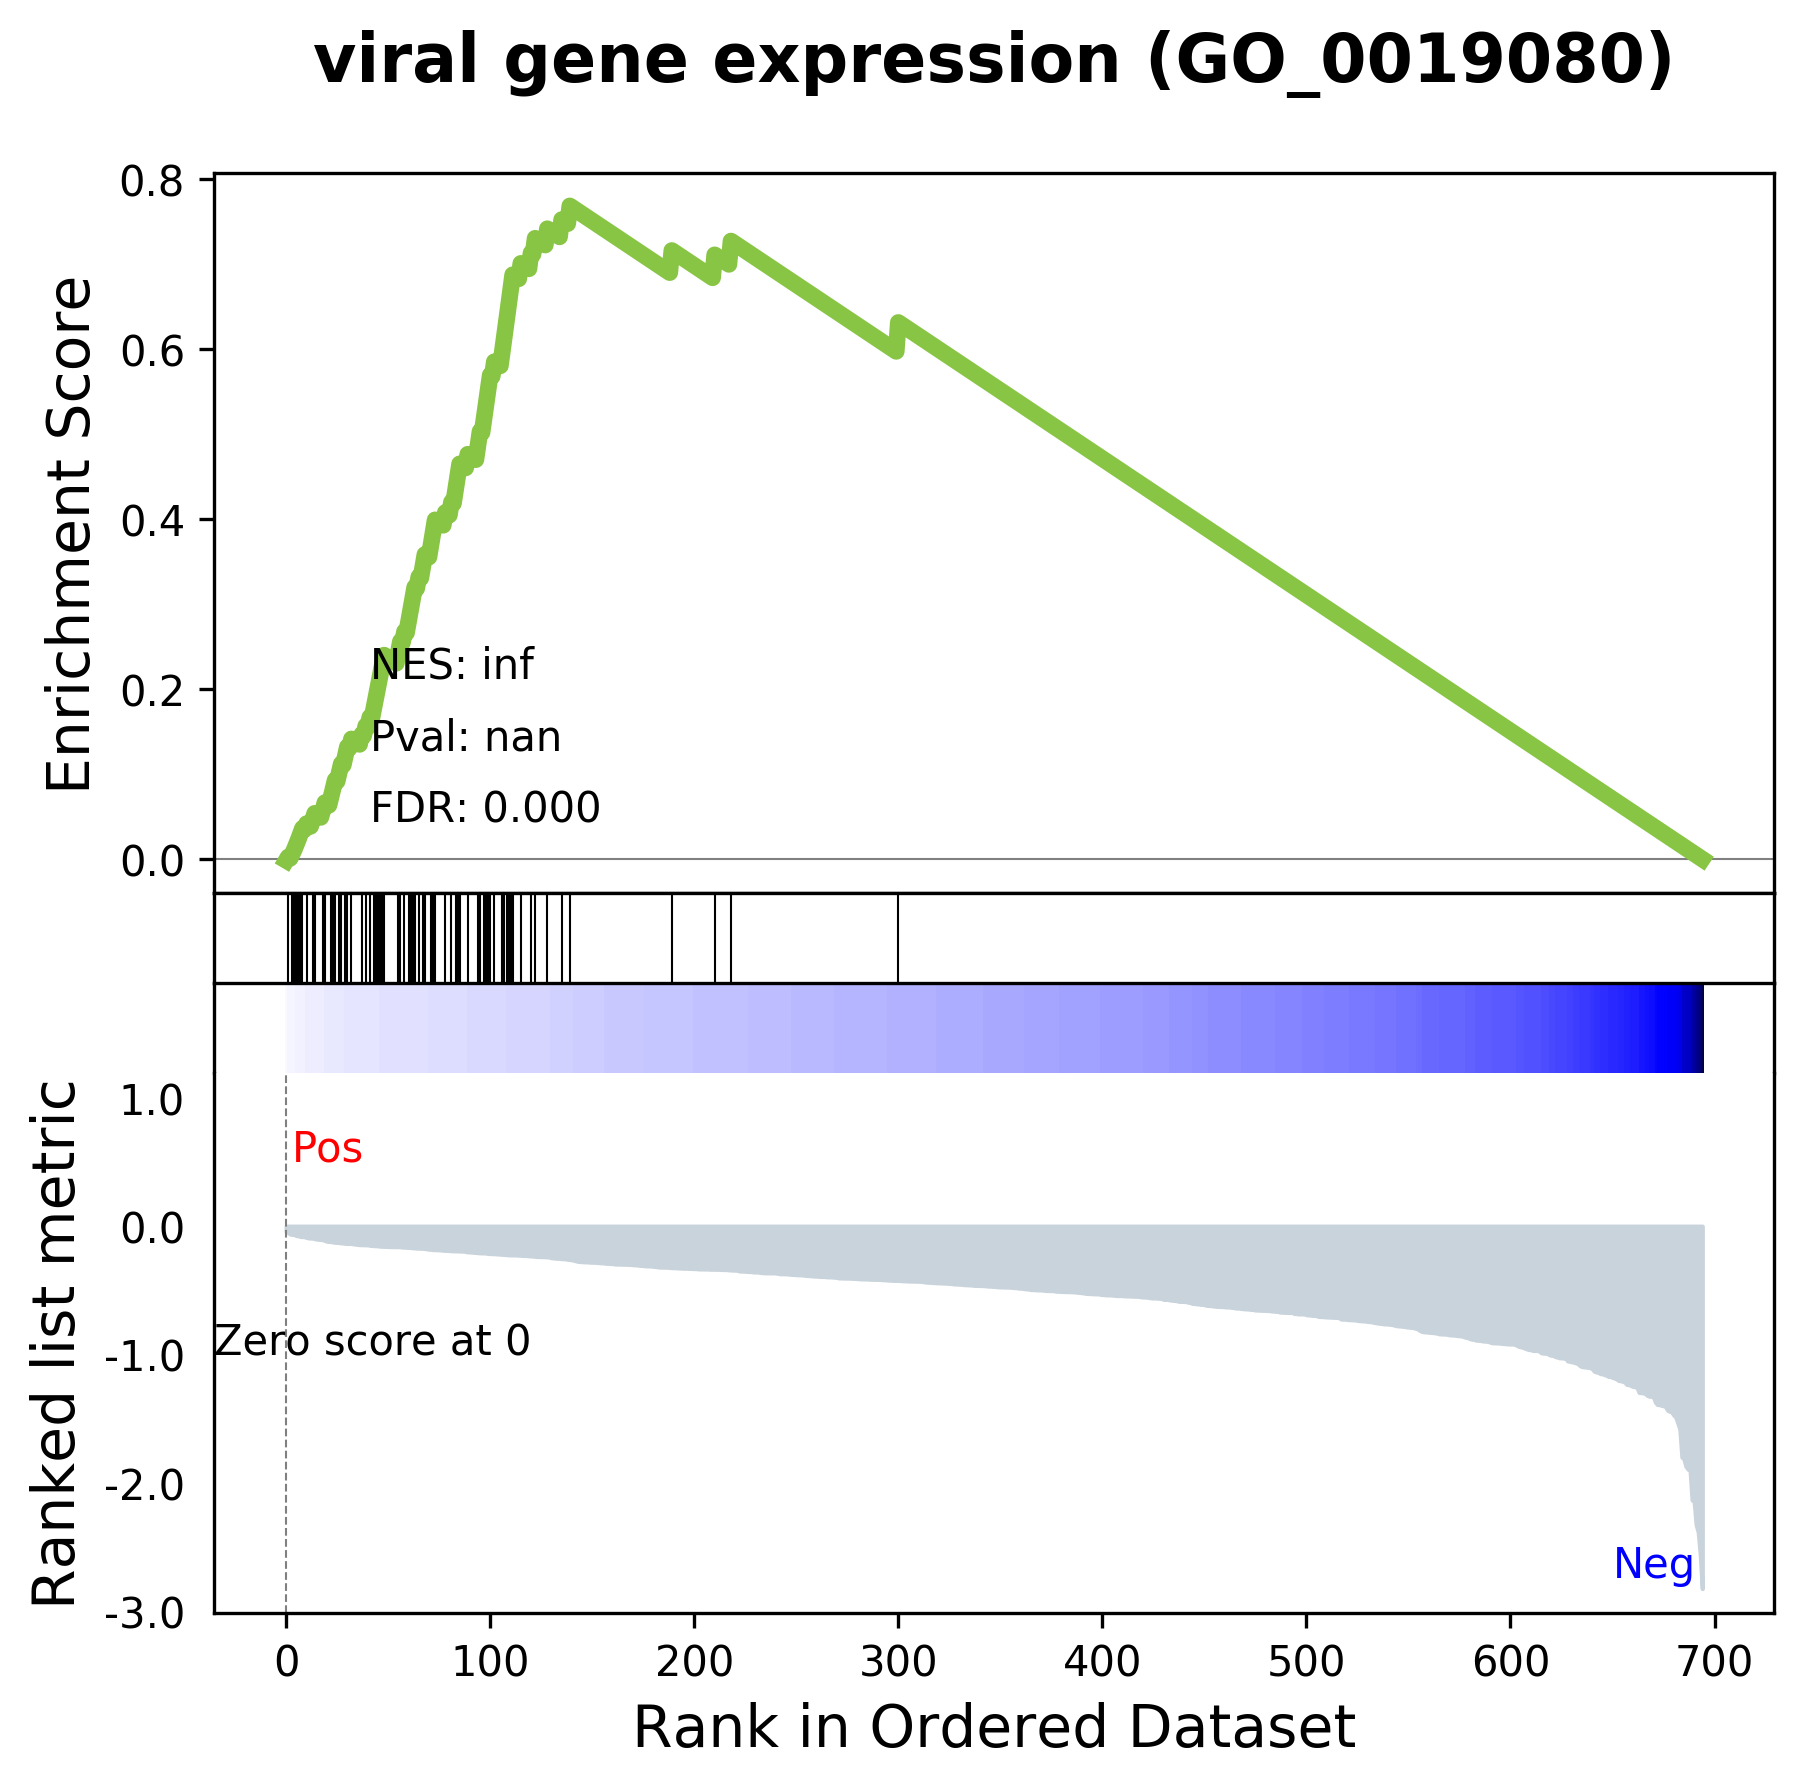 viral gene expression (GO_0019080)
Enrichment Score
0.8
0.6
0.4
0.2
0.0
NES: inf
Pval: nan
FDR: 0.000
Ranked list metric
1.0
0.0
-1.0
-2.0
-3.0
Pos
Zero score at 0
Neg
0 100 200 300 400 500 600 700
Rank in Ordered Dataset